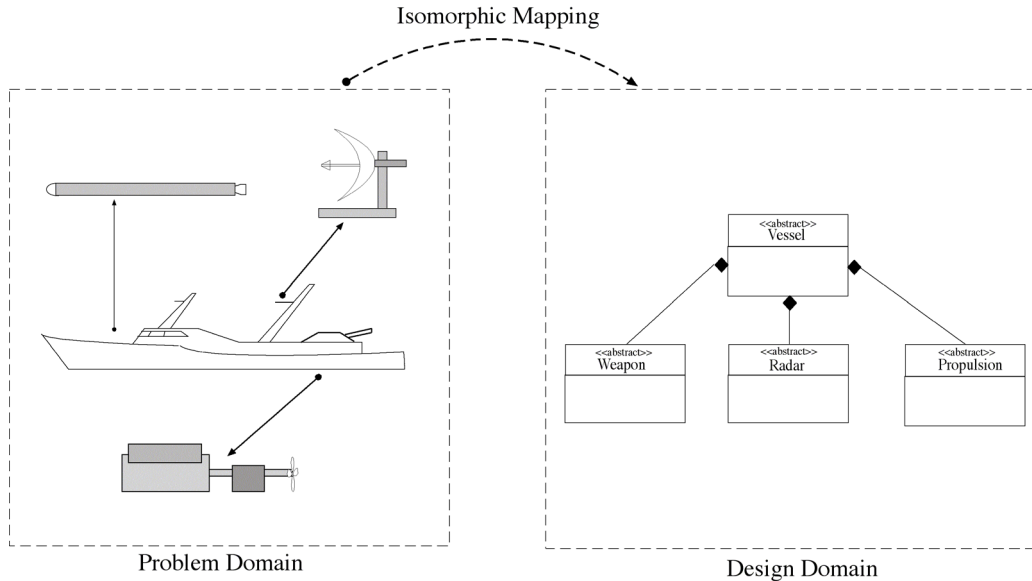 Isomorphic Mapping
<<abstract>>
Vessel
<<abstract>>
Weapon
<<abstract>>
Radar
<<abstract>>
Propulsion
Problem Domain
Design Domain